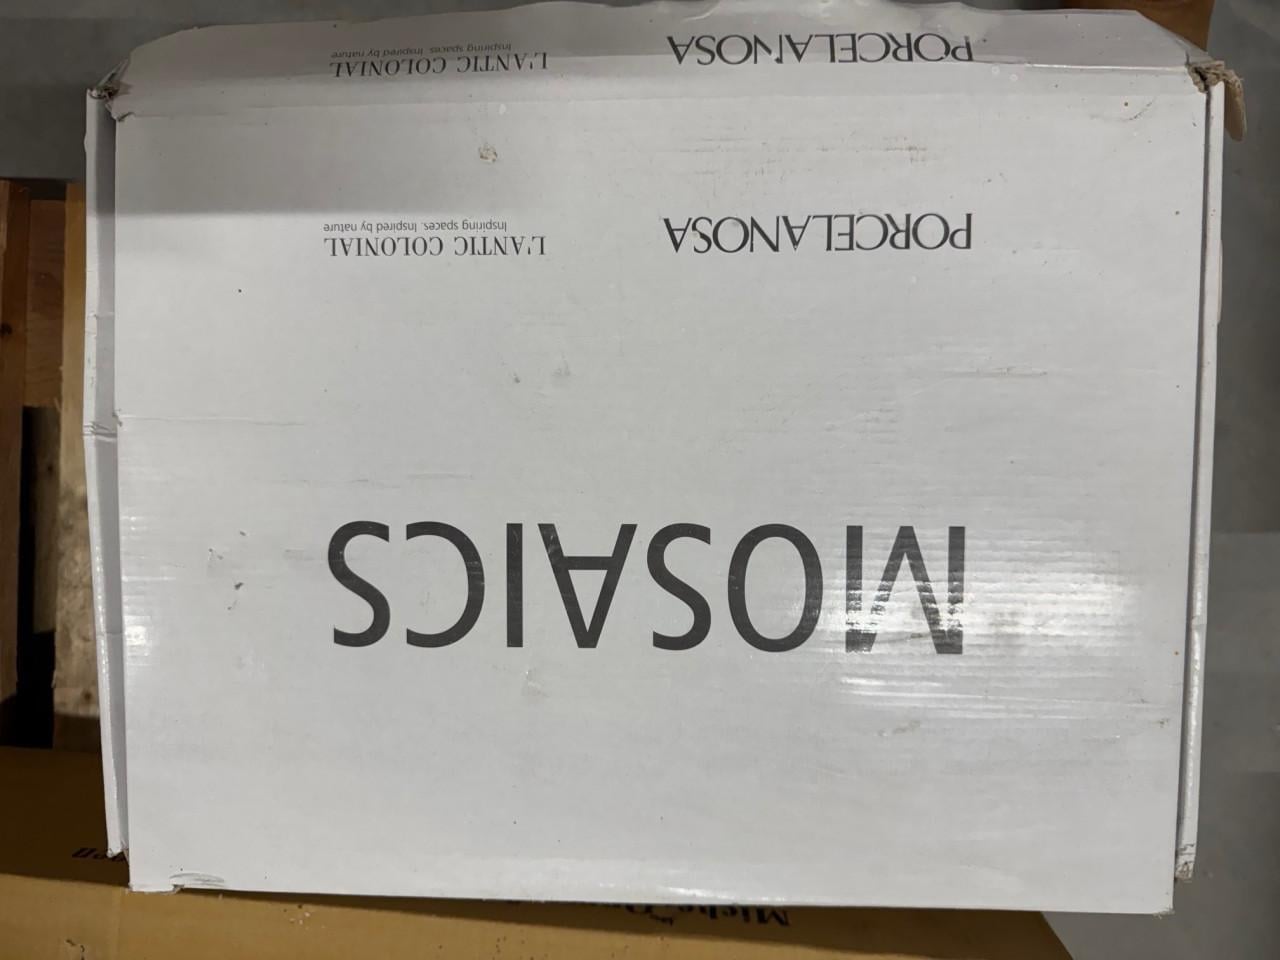 MOSAICS
PORCELANOSA
L'ANTIC COLONIAL
Inspiring spaces. Inspired by nature
PORCELANOSA
L'ANTIC COLONIAL
Inspiring spaces. Inspired by nature